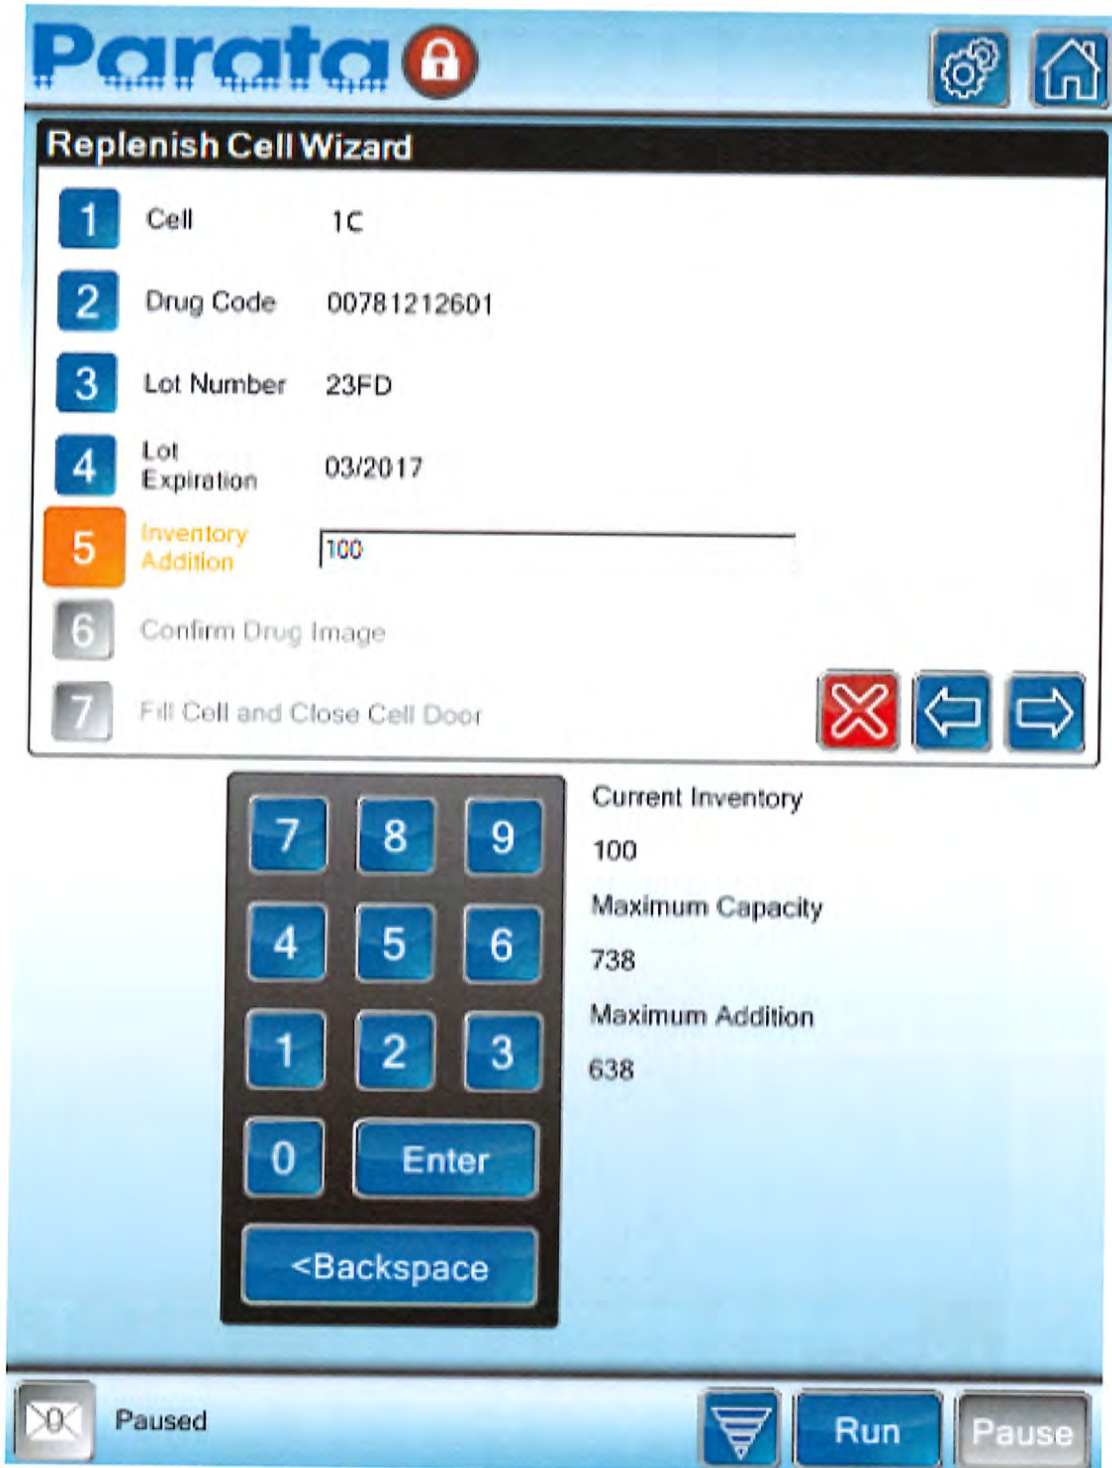 Parata
Replenish Cell Wizard
1 Cell 1C
2 Drug Code 00781212601
3 Lot Number 23FD
4 Lot Expiration 03/2017
5 Inventory Addition 100
6 Confirm Drug Image
7 Fill Cell and Close Cell Door
7 8 9
4 5 6
1 2 3
0 Enter
<Backspace
Current Inventory
100
Maximum Capacity
738
Maximum Addition
638
0 Paused Run Pause